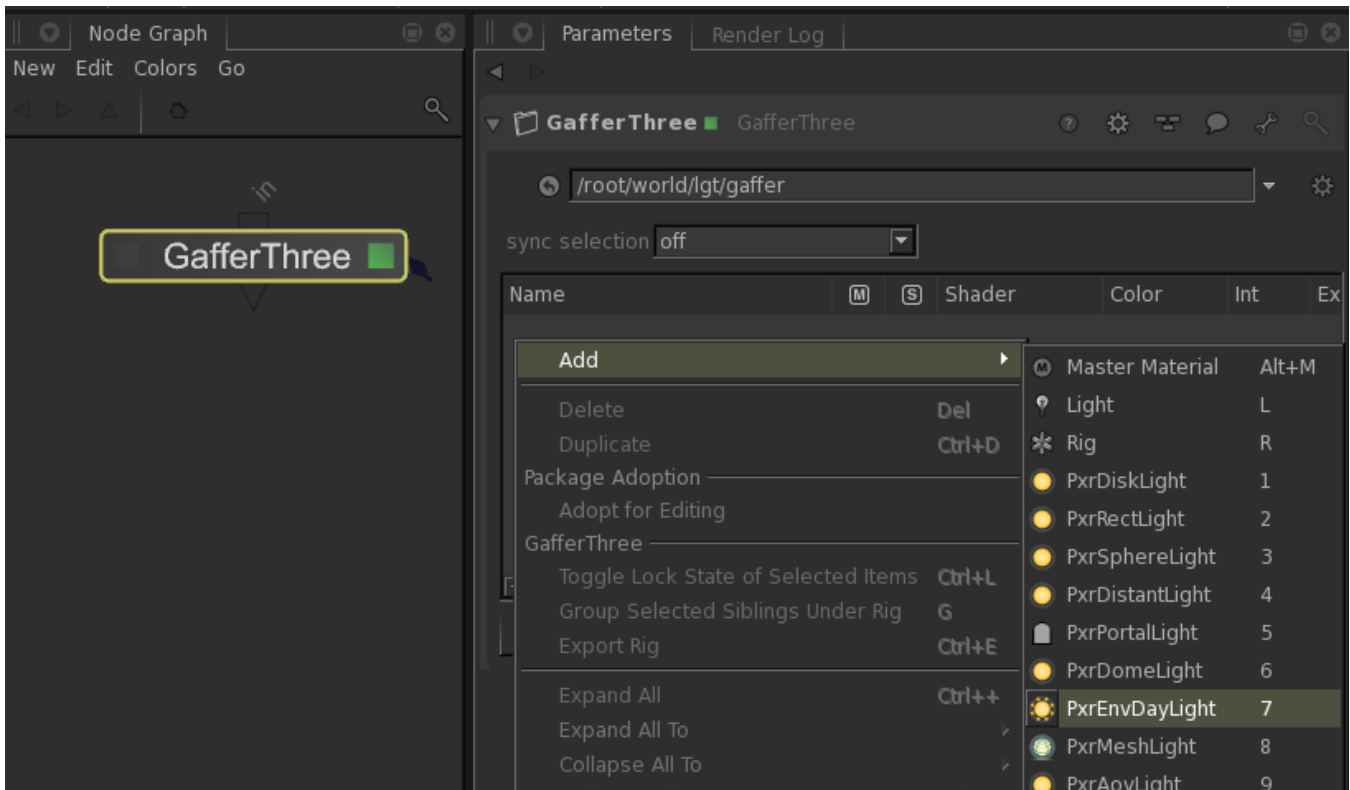 Node Graph
New Edit Colors Go
in
GafferThree
Parameters Render Log
GafferThree GafferThree
/root/world/lgt/gaffer
sync selection off
Name M S Shader Color Int Ex
Add
Delete Del
Duplicate Ctrl+D
Package Adoption
Adopt for Editing
GafferThree
Toggle Lock State of Selected Items Ctrl+L
Group Selected Siblings Under Rig G
Export Rig Ctrl+E
Expand All Ctrl++
Expand All To
Collapse All To
Master Material Alt+M
Light L
Rig R
PxrDiskLight 1
PxrRectLight 2
PxrSphereLight 3
PxrDistantLight 4
PxrPortalLight 5
PxrDomeLight 6
PxrEnvDayLight 7
PxrMeshLight 8
PxrAovLight 9